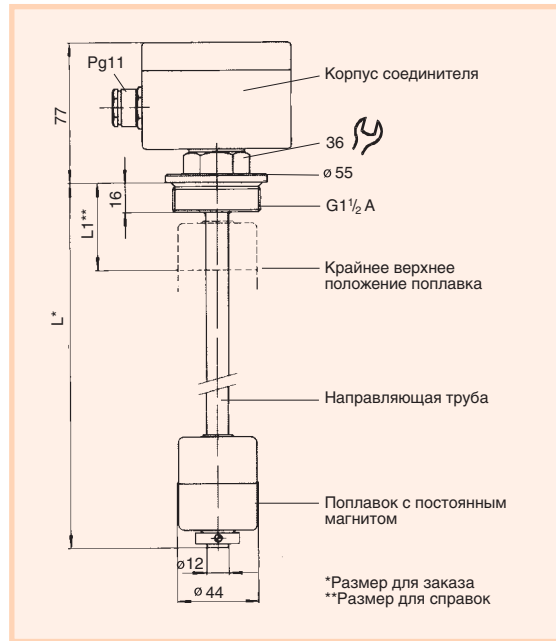 Pg11
Корпус соединителя
77
36
ø 55
16
L1**
G1½ A
Крайнее верхнее
положение поплавка
L*
Направляющая труба
Поплавок с постоянным
магнитом
ø12
ø 44
*Размер для заказа
**Размер для справок